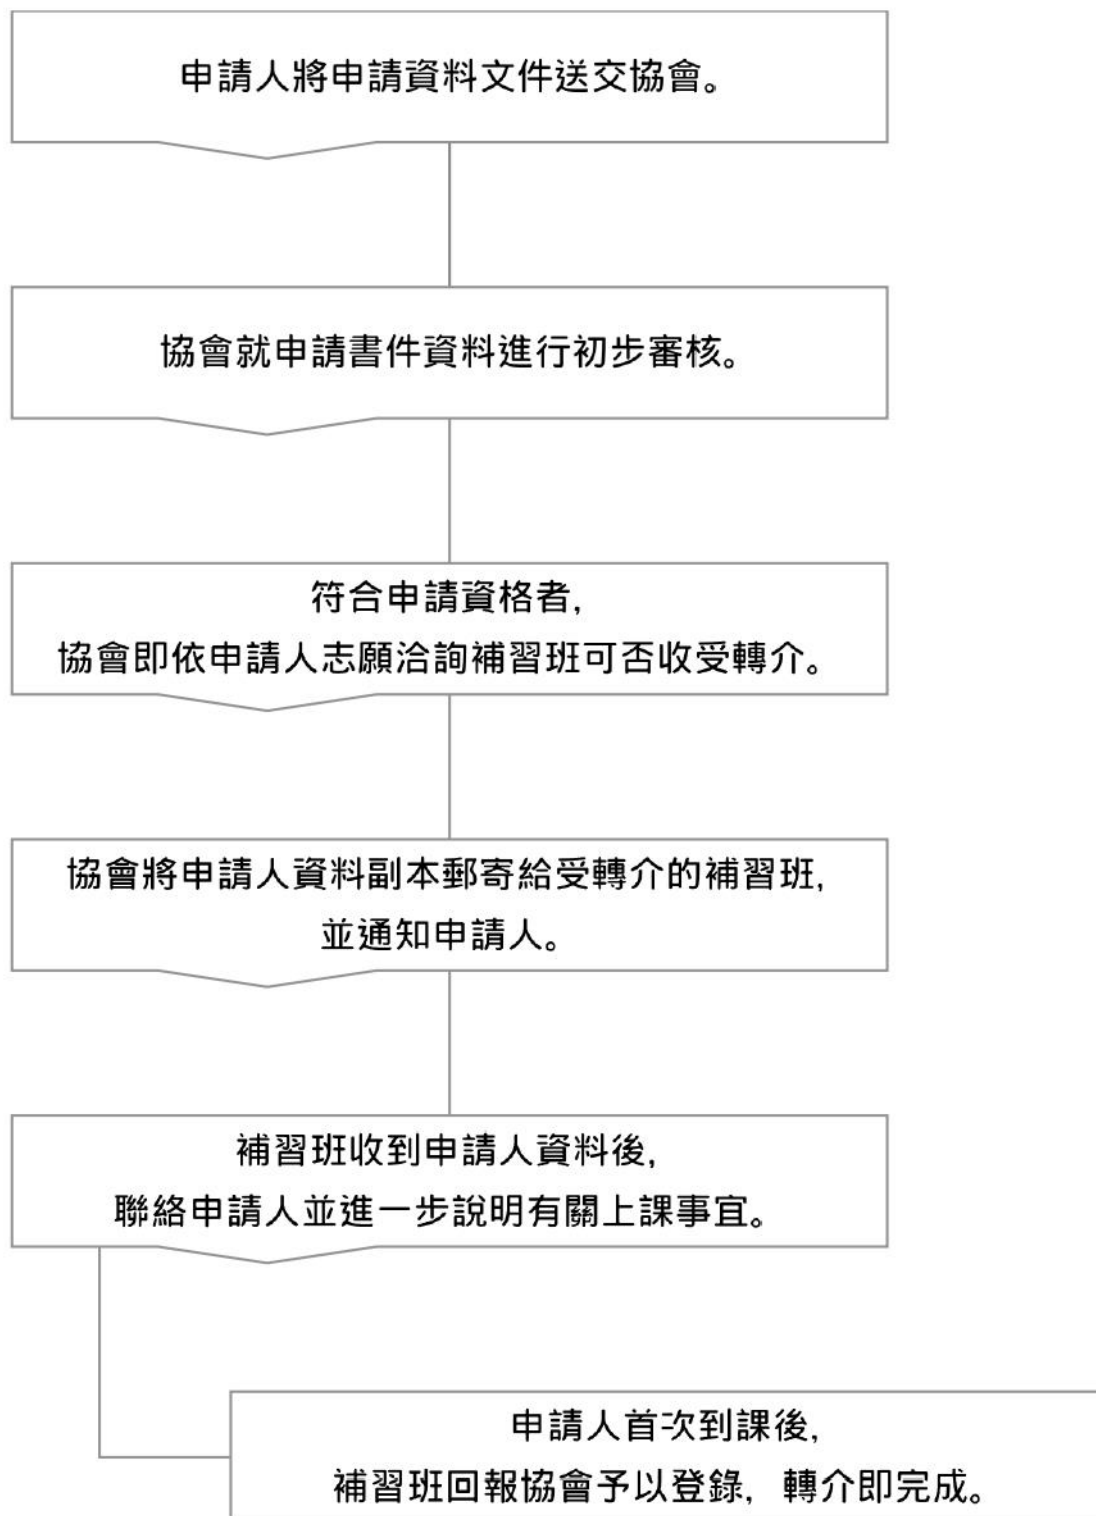 申請人將申請資料文件送交協會。
協會就申請書件資料進行初步審核。
符合申請資格者,
協會即依申請人志願洽詢補習班可否收受轉介。
協會將申請人資料副本郵寄給受轉介的補習班,
並通知申請人。
補習班收到申請人資料後,
聯絡申請人並進一步說明有關上課事宜。
申請人首次到課後,
補習班回報協會予以登錄, 轉介即完成。